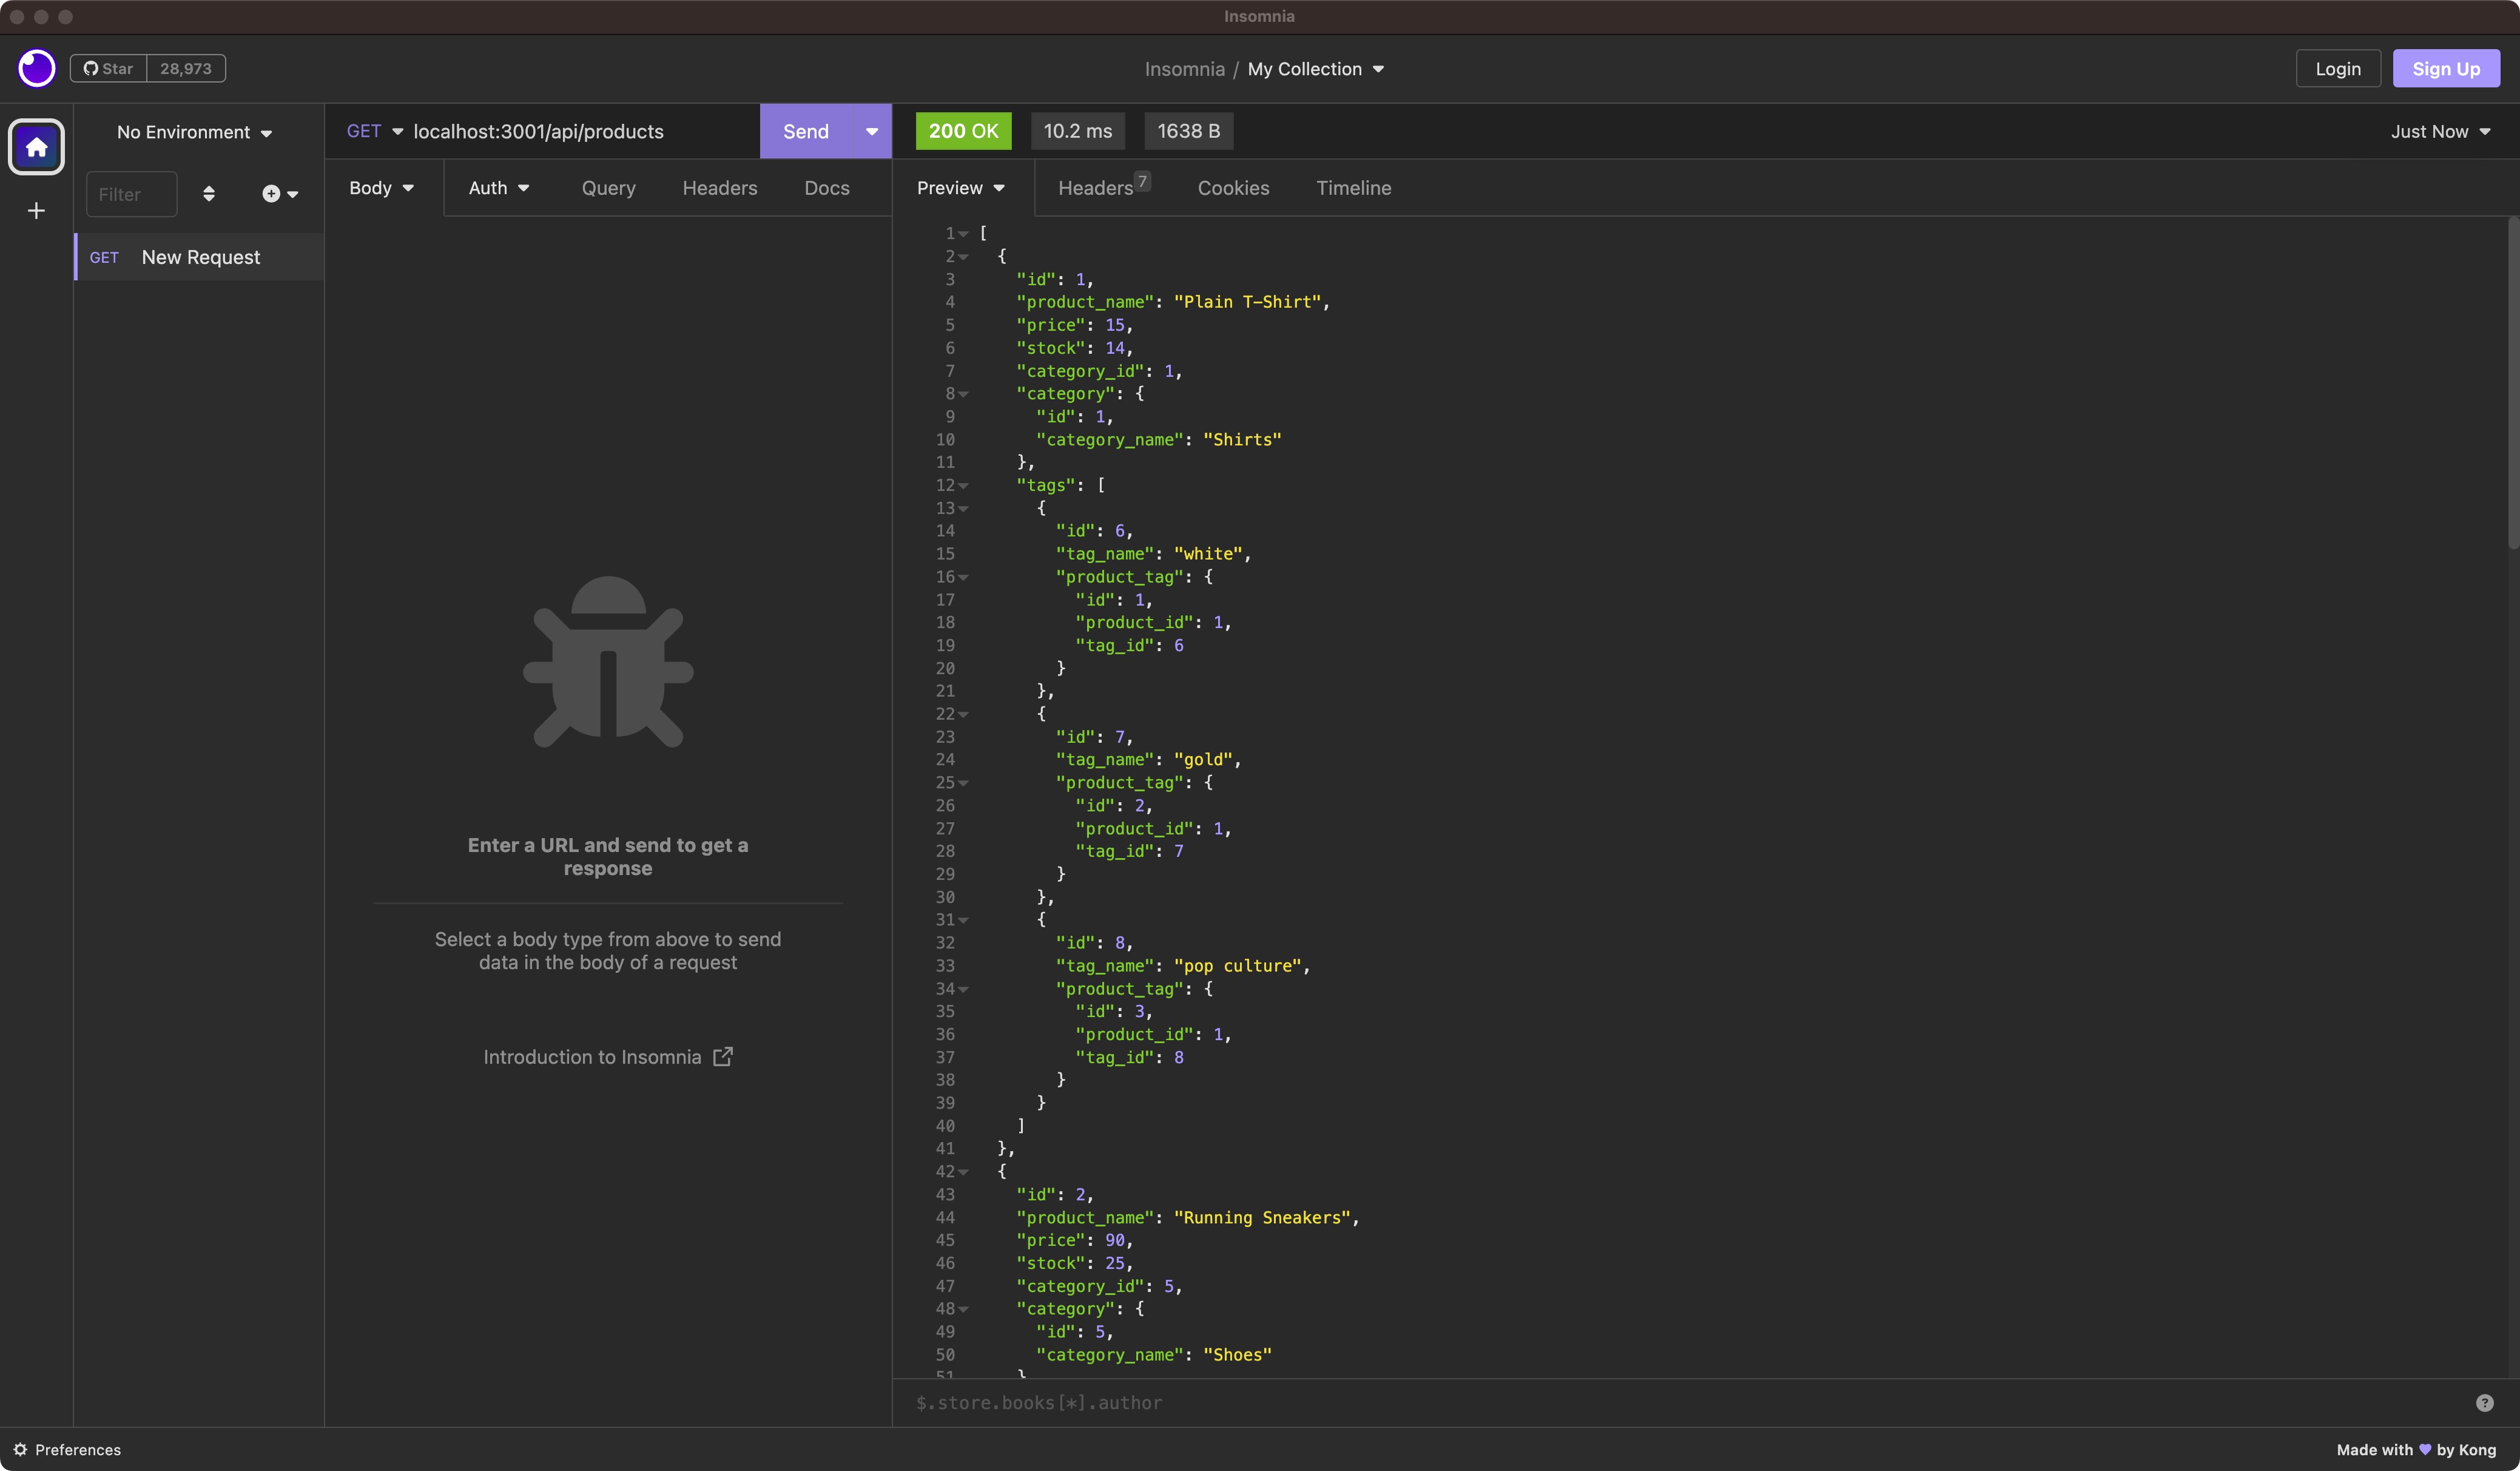 Insomnia
Star 28,973
Insomnia / My Collection
Login Sign Up
No Environment
Filter
GET New Request
GET localhost:3001/api/products Send
Body Auth Query Headers Docs
Enter a URL and send to get a
response
Select a body type from above to send
data in the body of a request
Introduction to Insomnia
200 OK 10.2 ms 1638 B Just Now
Preview Headers 7 Cookies Timeline
1 [
2 {
3 "id": 1,
4 "product_name": "Plain T-Shirt",
5 "price": 15,
6 "stock": 14,
7 "category_id": 1,
8 "category": {
9 "id": 1,
10 "category_name": "Shirts"
11 },
12 "tags": [
13 {
14 "id": 6,
15 "tag_name": "white",
16 "product_tag": {
17 "id": 1,
18 "product_id": 1,
19 "tag_id": 6
20 }
21 },
22 {
23 "id": 7,
24 "tag_name": "gold",
25 "product_tag": {
26 "id": 2,
27 "product_id": 1,
28 "tag_id": 7
29 }
30 },
31 {
32 "id": 8,
33 "tag_name": "pop culture",
34 "product_tag": {
35 "id": 3,
36 "product_id": 1,
37 "tag_id": 8
38 }
39 }
40 ]
41 },
42 {
43 "id": 2,
44 "product_name": "Running Sneakers",
45 "price": 90,
46 "stock": 25,
47 "category_id": 5,
48 "category": {
49 "id": 5,
50 "category_name": "Shoes"
51 }
$.store.books[*].author
Preferences
Made with 💜 by Kong